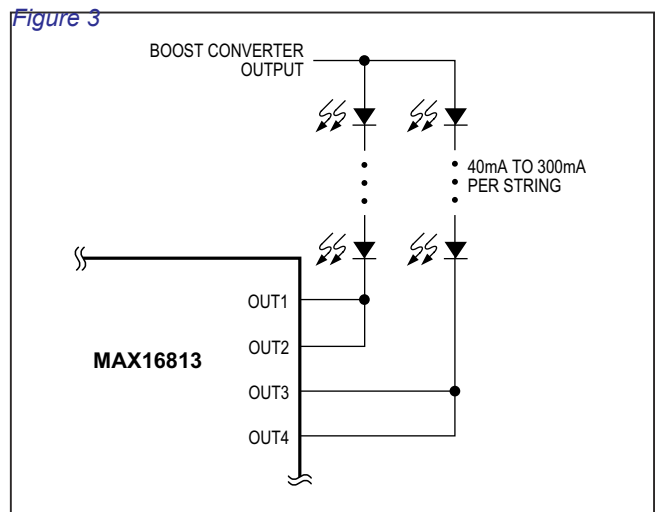 Figure 3
BOOST CONVERTER
OUTPUT
40mA TO 300mA
PER STRING
OUT1
OUT2
MAX16813
OUT3
OUT4